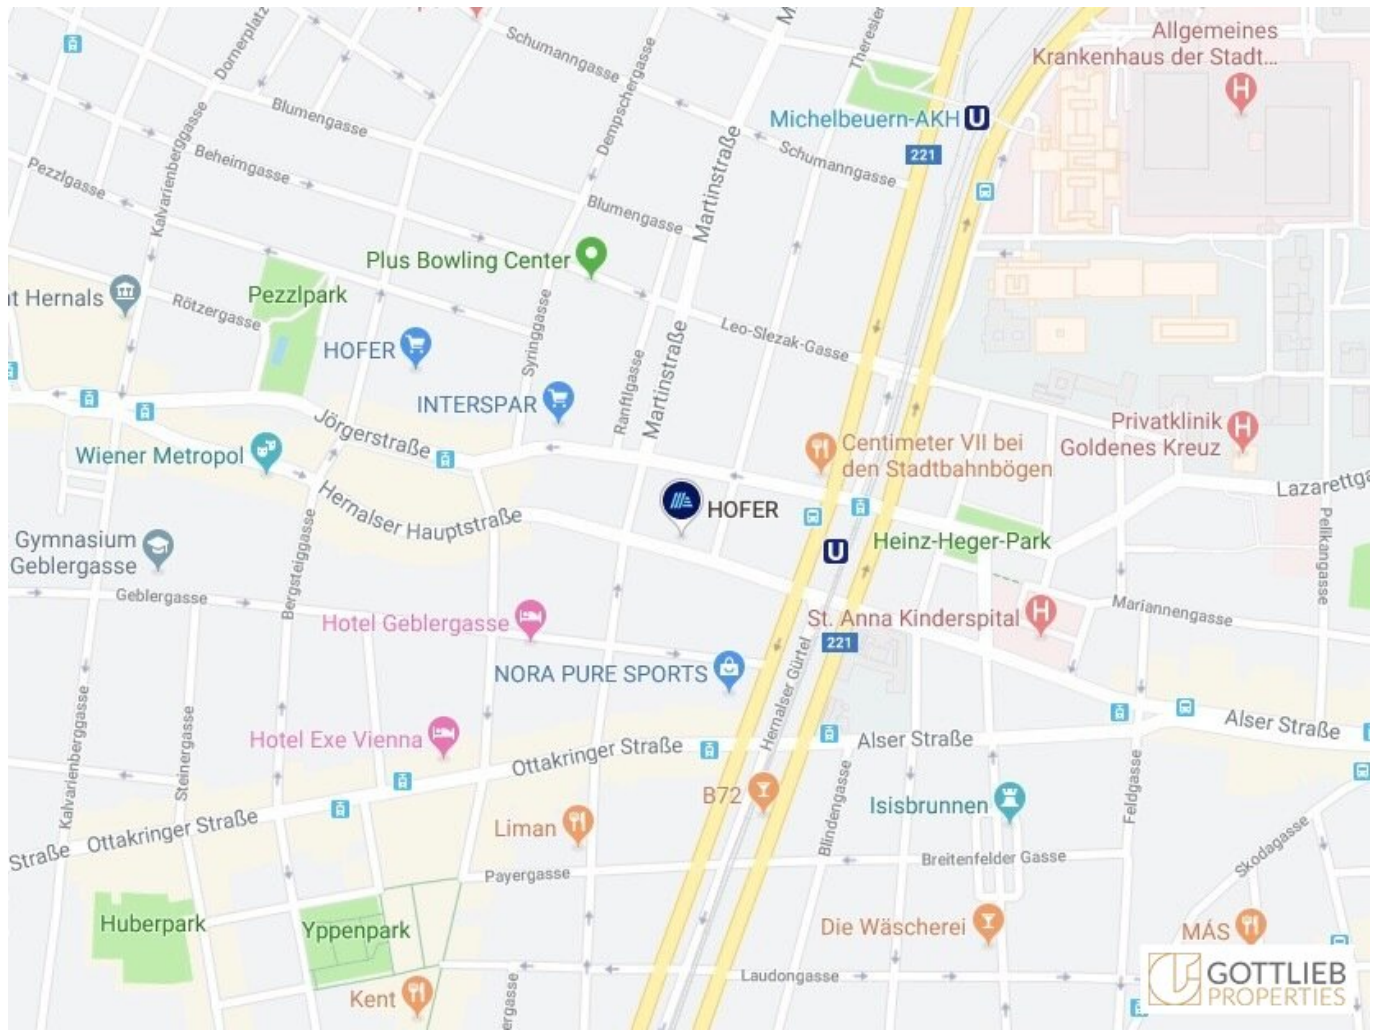 Schumanngasse
Dornerplatz
Theresier
M
Allgemeines
Krankenhaus der Stadt...
Blumengasse
Dempschergasse
Michelbeuern-AKH
U
221
Schumanngasse
Beheimgasse
Pezzlgasse
Kalvarienberggasse
Martinstraße
Blumengasse
Plus Bowling Center
t Hernals
Rötzergasse
Pezzlpark
HOFER
Syringgasse
Leo-Slezak-Gasse
Martinstraße
Ranftlgasse
INTERSPAR
Jörgerstraße
Privatklinik
Goldenes Kreuz
Centimeter VII bei
den Stadtbahnbögen
Wiener Metropol
Lazarettga
Hernalser Hauptstraße
HOFER
Pelikangasse
Gymnasium
Geblergasse
Bergsteiggasse
U
Heinz-Heger-Park
Geblergasse
Mariannengasse
Hotel Geblergasse
St. Anna Kinderspital
221
NORA PURE SPORTS
Hernalser Gürtel
Kalvarienberggasse
Steinergasse
Hotel Exe Vienna
Ottakringer Straße
Alser Straße
Alser Straße
B72
Isisbrunnen
Feldgasse
Blindengasse
Straße
Ottakringer Straße
Liman
Breitenfelder Gasse
Skodagasse
Payergasse
Huberpark
Yppenpark
Die Wäscherei
MÁS
Laudongasse
Kent
ergasse
GOTTLIEB
PROPERTIES